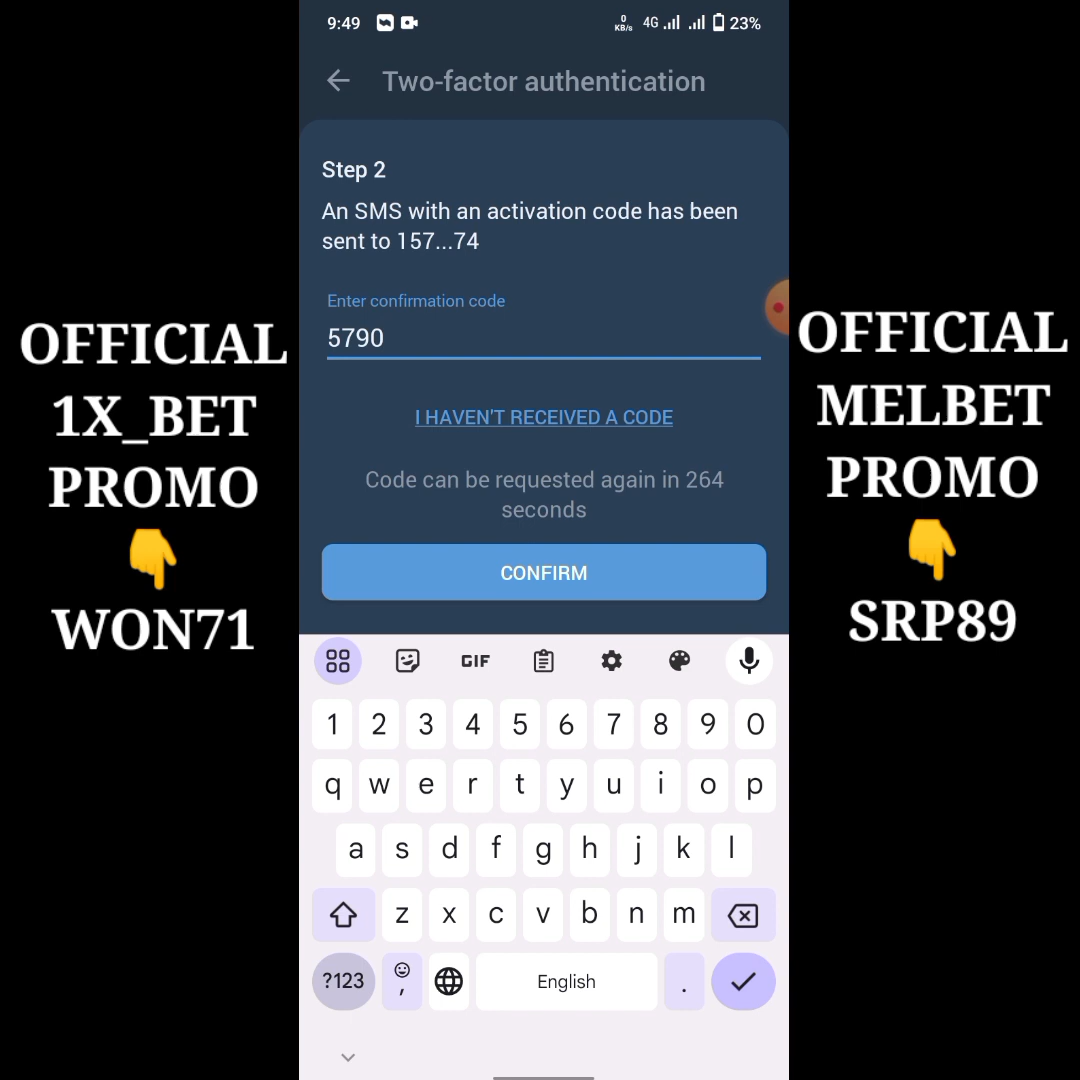 9:49
0 KB/s 4G 23%
Two-factor authentication
Step 2
An SMS with an activation code has been
sent to 157...74
Enter confirmation code
5790
I HAVEN'T RECEIVED A CODE
Code can be requested again in 264
seconds
CONFIRM
OFFICIAL
1X_BET
PROMO
👇
WON71
OFFICIAL
MELBET
PROMO
👇
SRP89
GIF
1 2 3 4 5 6 7 8 9 0
q w e r t y u i o p
a s d f g h j k l
z x c v b n m
?123 , English .